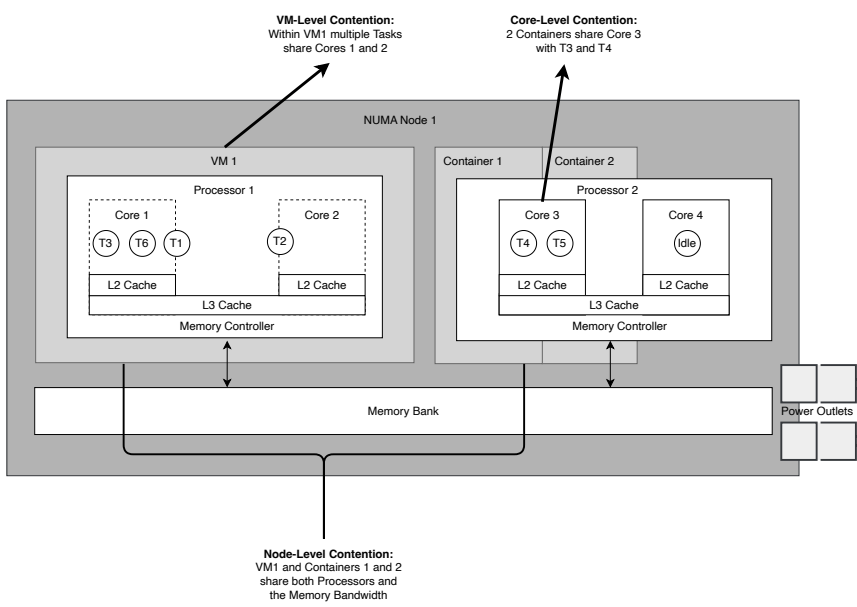 VM-Level Contention:
Within VM1 multiple Tasks
share Cores 1 and 2
Core-Level Contention:
2 Containers share Core 3
with T3 and T4
NUMA Node 1
VM 1
Processor 1
Core 1
T3
T6
T1
L2 Cache
Core 2
T2
L2 Cache
L3 Cache
Memory Controller
Container 1
Container 2
Processor 2
Core 3
T4
T5
L2 Cache
Core 4
Idle
L2 Cache
L3 Cache
Memory Controller
Memory Bank
Power Outlets
Node-Level Contention:
VM1 and Containers 1 and 2
share both Processors and
the Memory Bandwidth